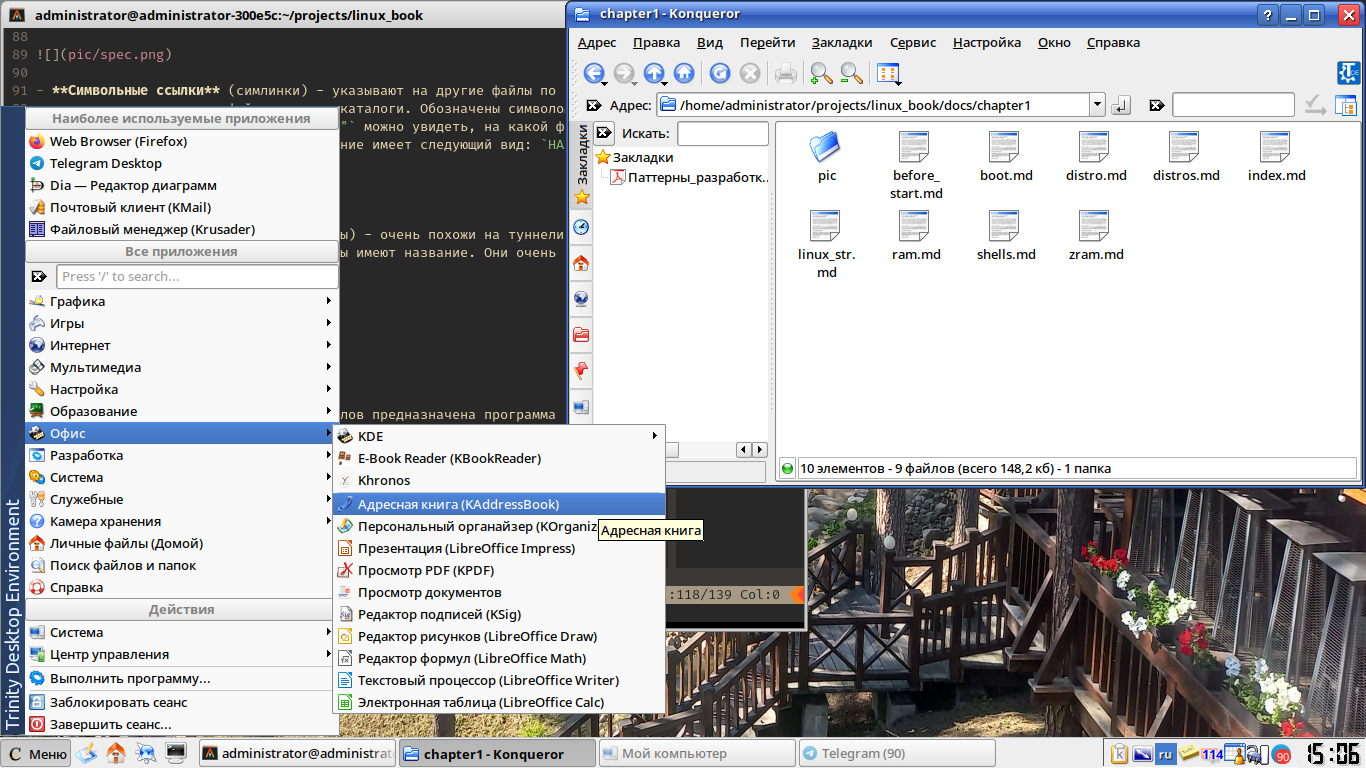 administrator@administrator-300e5c:~/projects/linux_book
88
89 ![](pic/spec.png)
90
91 - **Символьные ссылки** (симлинки) – указывают на другие файлы по
каталоги. Обозначены символо
"` можно увидеть, на какой ф
ние имеет следующий вид: `НА
ы) – очень похожи на туннели
ы имеют название. Они очень
лов предназначена программа
:118/139 Col:0
chapter1 - Konqueror
Адрес Правка Вид Перейти Закладки Сервис Настройка Окно Справка
Адрес: /home/administrator/projects/linux_book/docs/chapter1
Закладки
Искать:
Закладки
Паттерны_разработк..
pic
before_
start.md
boot.md
distro.md
distros.md
index.md
linux_str.
md
ram.md
shells.md
zram.md
10 элементов - 9 файлов (всего 148,2 кб) - 1 папка
Trinity Desktop Environment
Наиболее используемые приложения
Web Browser (Firefox)
Telegram Desktop
Dia — Редактор диаграмм
Почтовый клиент (KMail)
Файловый менеджер (Krusader)
Все приложения
Press '/' to search...
Графика
Игры
Интернет
Мультимедиа
Настройка
Образование
Офис
Разработка
Система
Служебные
Камера хранения
Личные файлы (Домой)
Поиск файлов и папок
Справка
Действия
Система
Центр управления
Выполнить программу...
Заблокировать сеанс
Завершить сеанс...
KDE
E-Book Reader (KBookReader)
Khronos
Адресная книга (KAddressBook)
Персональный органайзер (KOrganiz
Адресная книга
Презентация (LibreOffice Impress)
Просмотр PDF (KPDF)
Просмотр документов
Редактор подписей (KSig)
Редактор рисунков (LibreOffice Draw)
Редактор формул (LibreOffice Math)
Текстовый процессор (LibreOffice Writer)
Электронная таблица (LibreOffice Calc)
Меню
administrator@administrat
chapter1 - Konqueror
Мой компьютер
Telegram (90)
ru
114
90
15:06